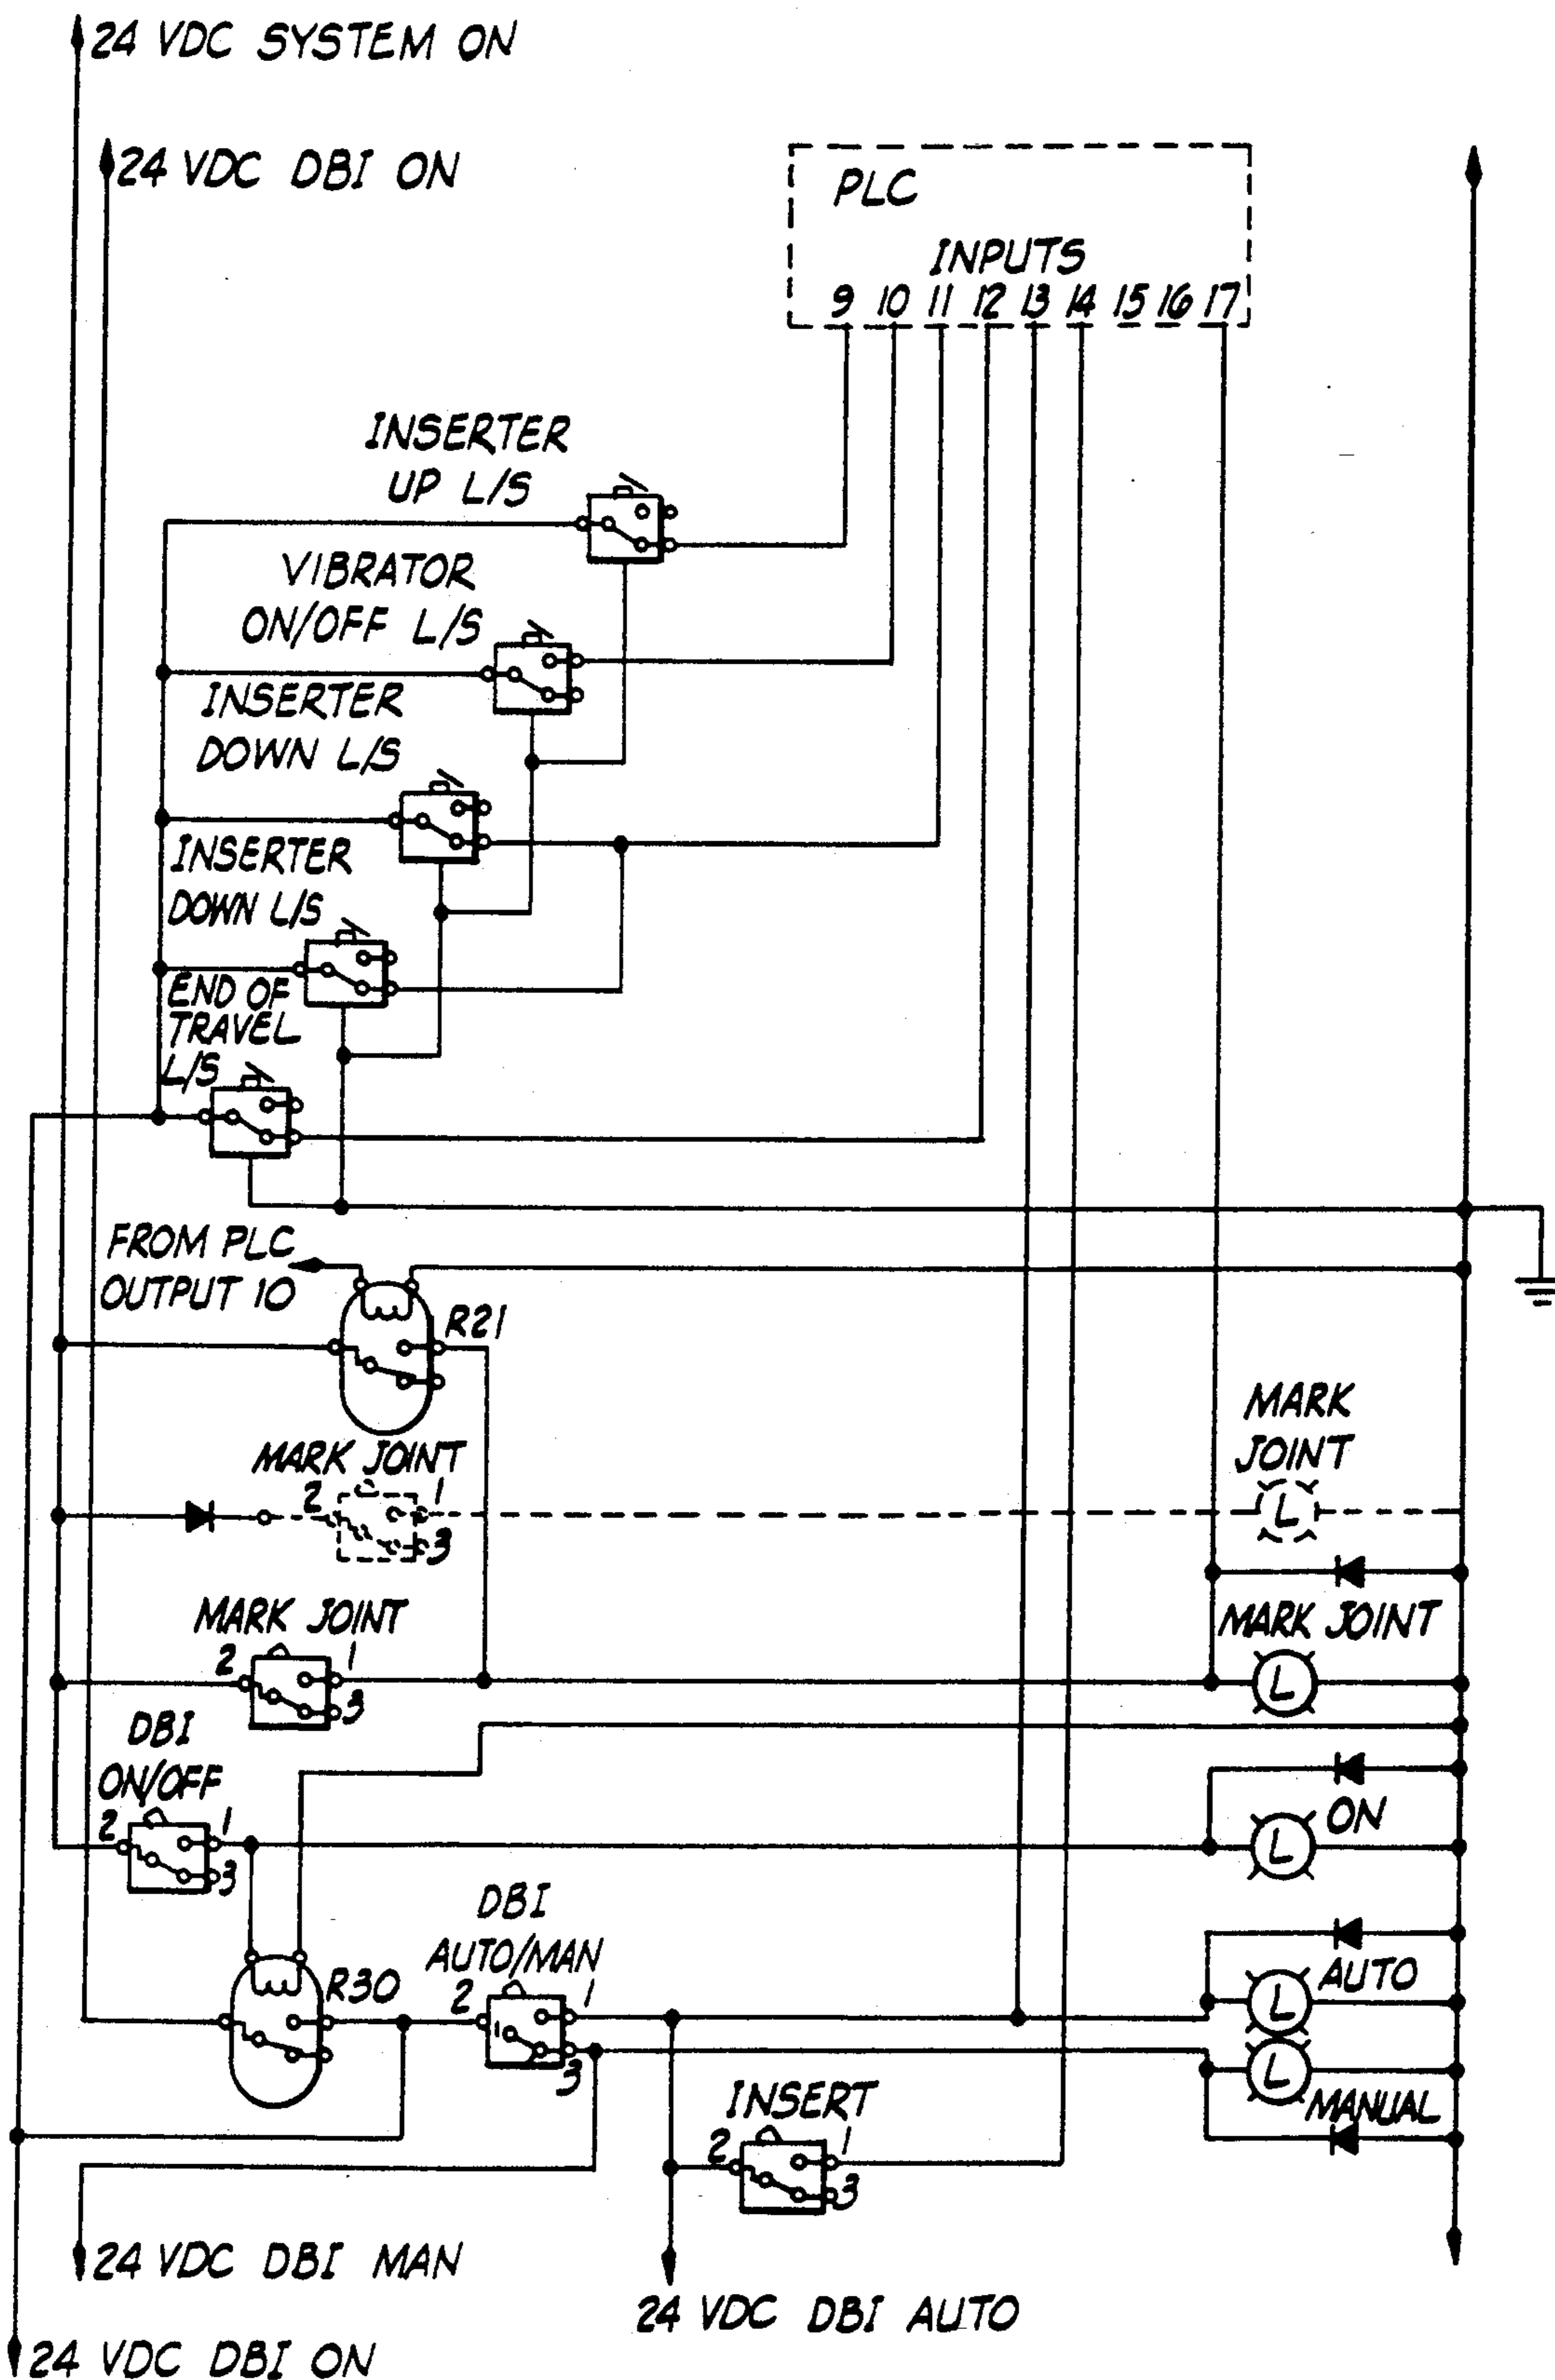 24 VDC SYSTEM ON
24 VDC DBI ON
PLC
INPUTS
9 10 11 12 13 14 15 16 17
INSERTER
UP L/S
VIBRATOR
ON/OFF L/S
INSERTER
DOWN L/S
INSERTER
DOWN L/S
END OF
TRAVEL
L/S
FROM PLC
OUTPUT 10
R21
MARK JOINT
2 1
3
MARK
JOINT
L
MARK JOINT
2 1
3
MARK JOINT
L
DBI
ON/OFF
2 1
3
ON
L
R30
DBI
AUTO/MAN
2 1
3
AUTO
L
L
MANUAL
INSERT
2 1
3
24 VDC DBI MAN
24 VDC DBI AUTO
24 VDC DBI ON